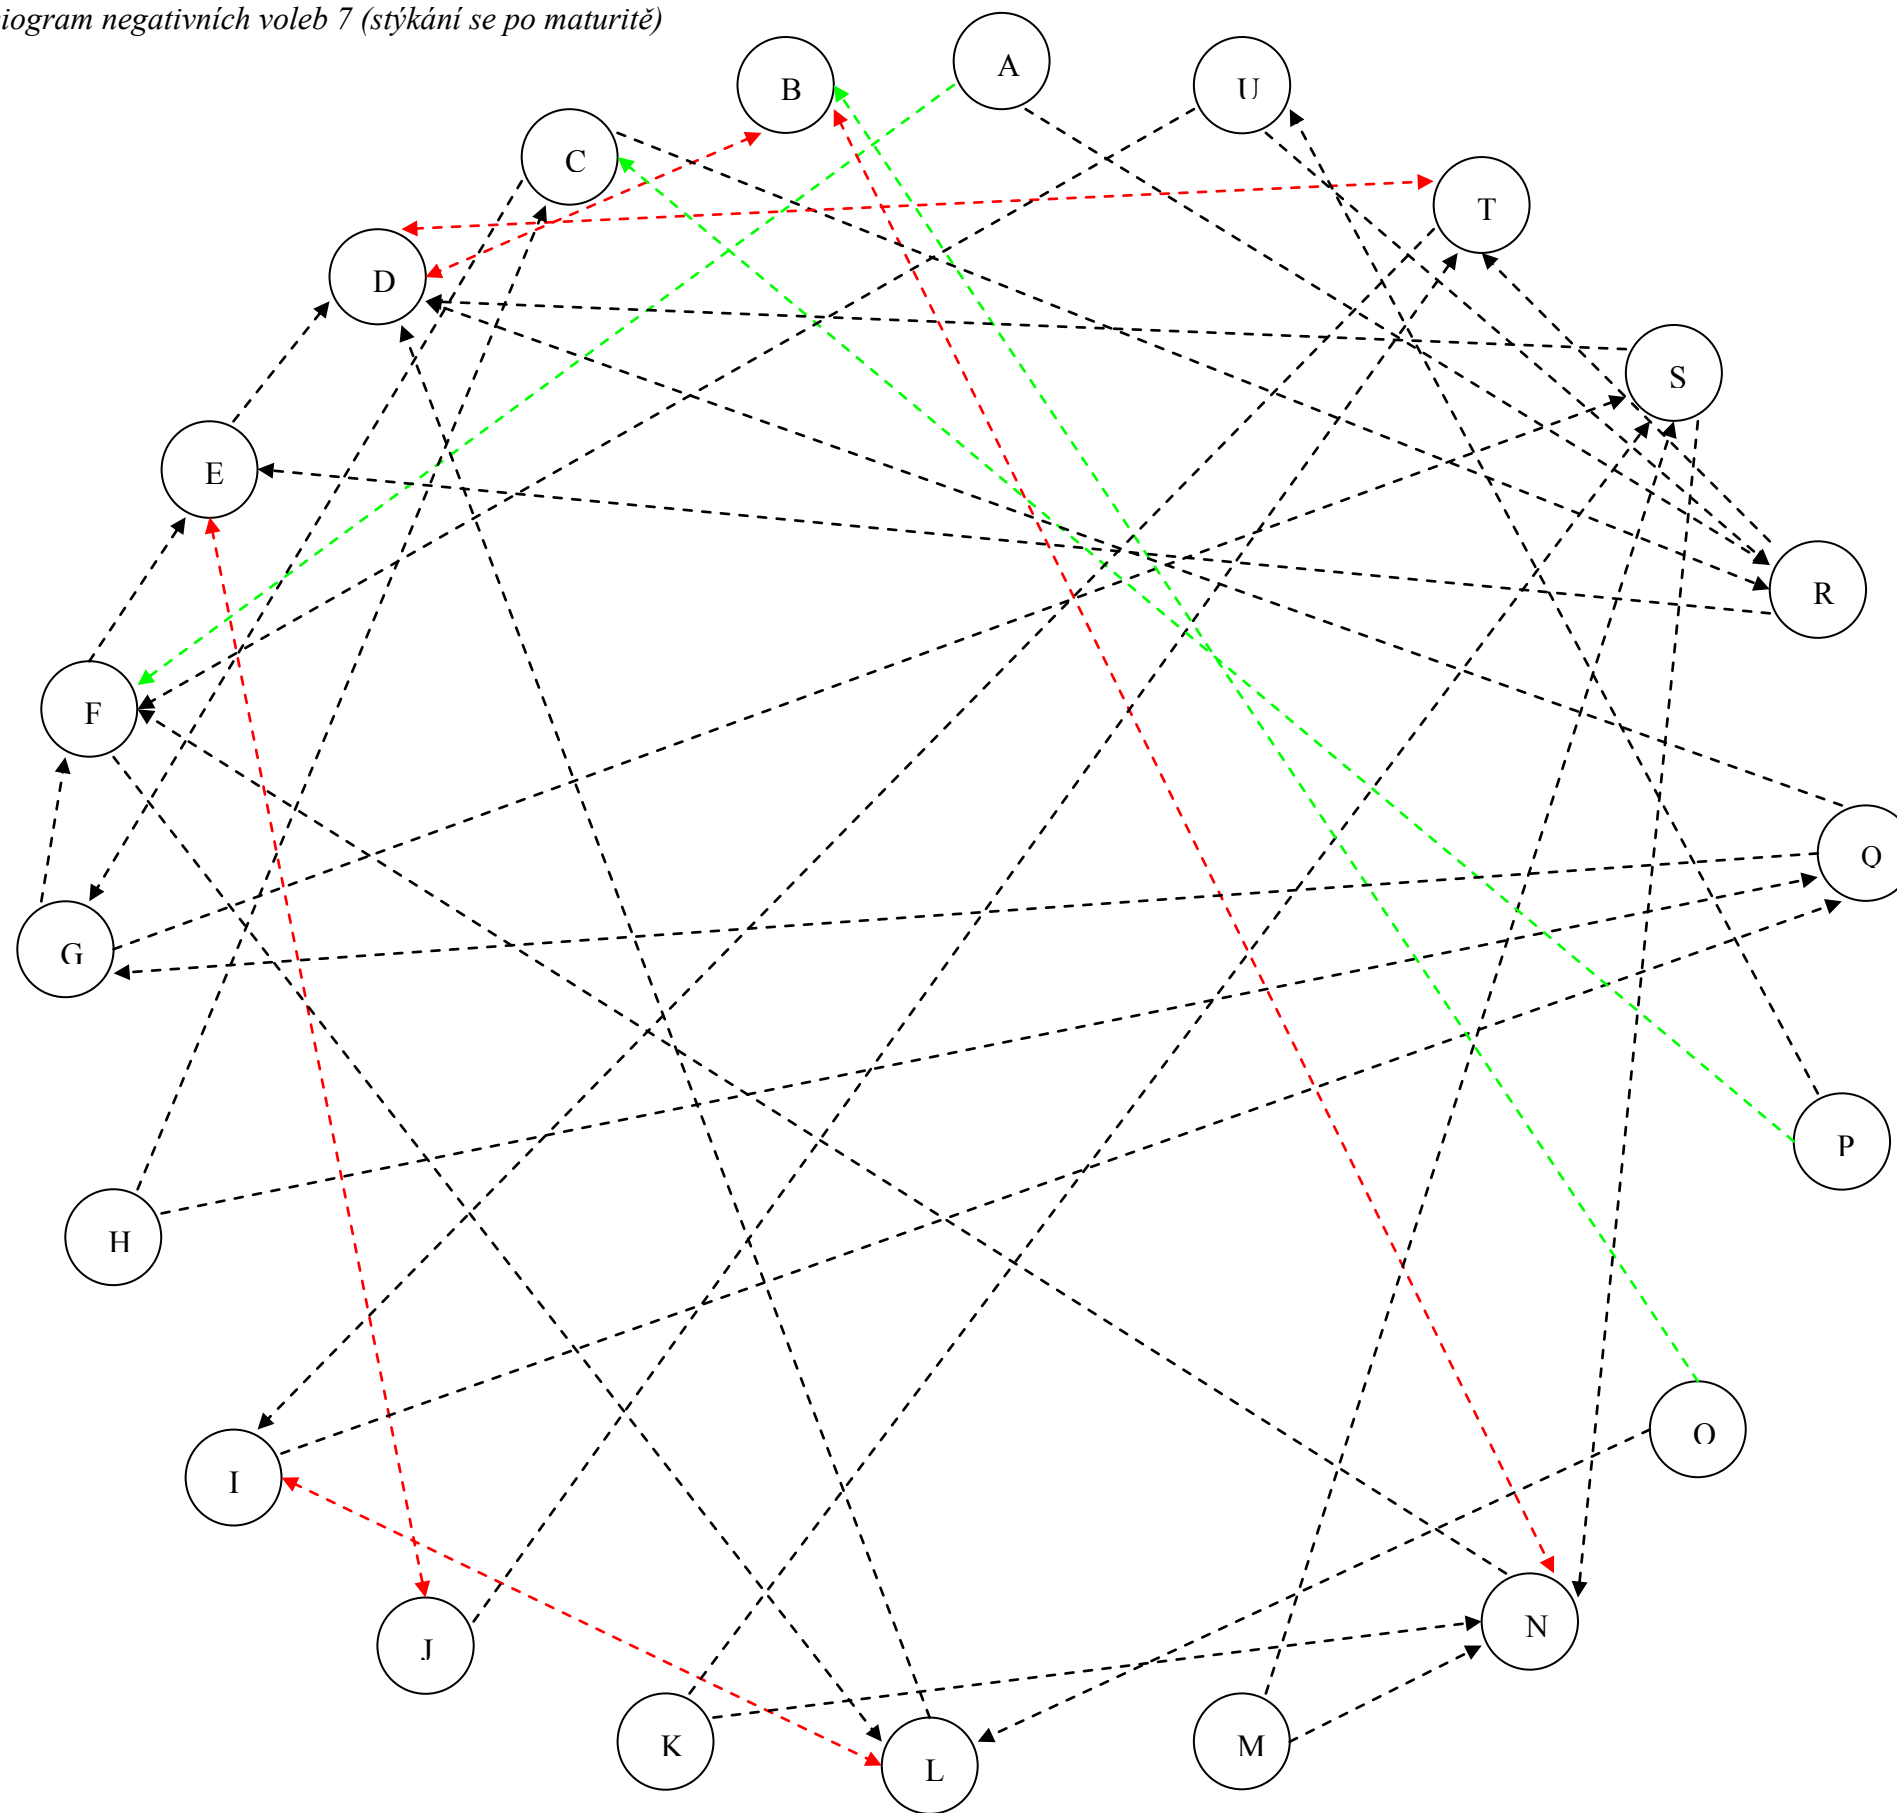 iogram negativních voleb 7 (stýkání se po maturitě)
A
B
U
C
T
D
S
E
R
F
Q
G
P
H
O
I
N
J
K
M
L